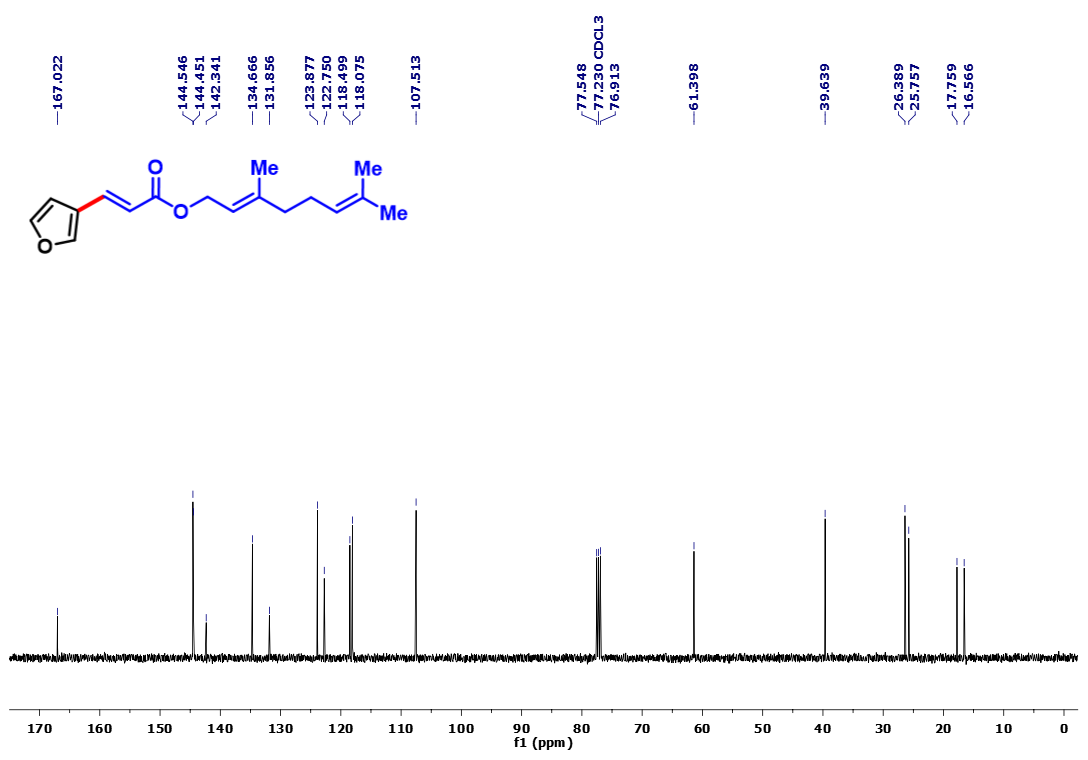 167.022
144.546
144.451
142.341
134.666
131.856
123.877
122.750
118.499
118.075
107.513
77.548
77.230 CDCL3
76.913
61.398
39.639
26.389
25.757
17.759
16.566
O
Me
Me
O
Me
O
170 160 150 140 130 120 110 100 90 80 70 60 50 40 30 20 10 0
f1 (ppm)